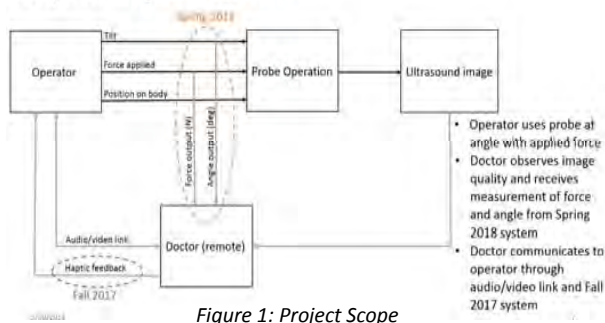 Spring 2018
Tilt
Force applied
Position on body
Operator
Probe Operation
Ultrasound image
Force output (N)
Angle output (deg)
Audio/video link
Haptic feedback
Doctor (remote)
Fall 2017
• Operator uses probe at
angle with applied force
• Doctor observes image
quality and receives
measurement of force
and angle from Spring
2018 system
• Doctor communicates to
operator through
audio/video link and Fall
2017 system
Figure 1: Project Scope